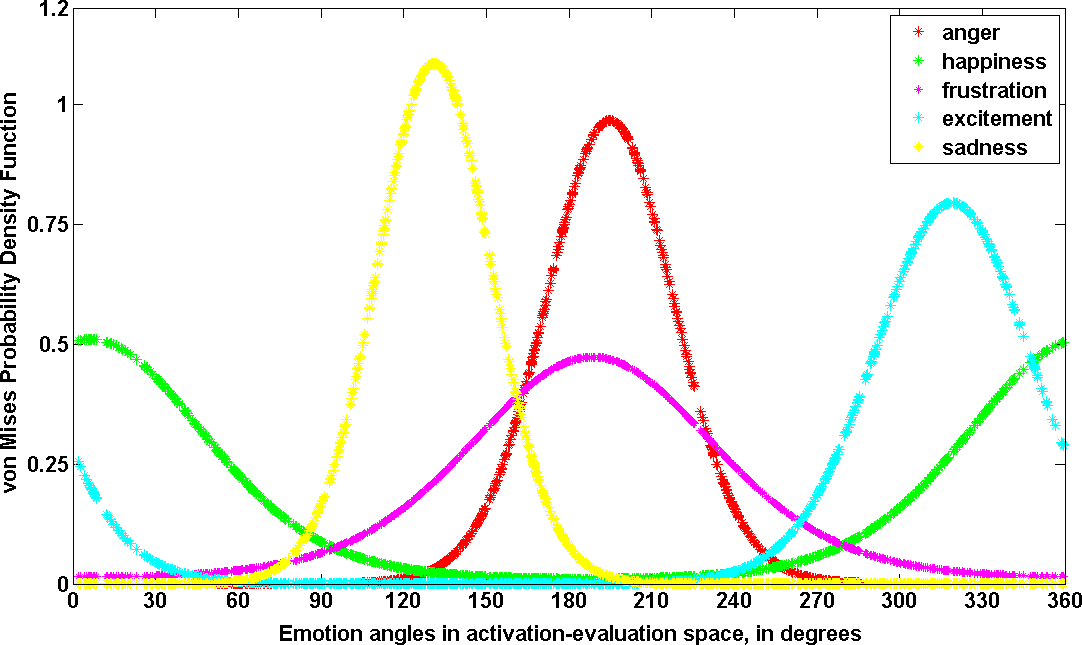 1.2
1
0.75
0.5
0.25
0
von Mises Probability Density Function
anger
happiness
frustration
excitement
sadness
0 30 60 90 120 150 180 210 240 270 300 330 360
Emotion angles in activation-evaluation space, in degrees